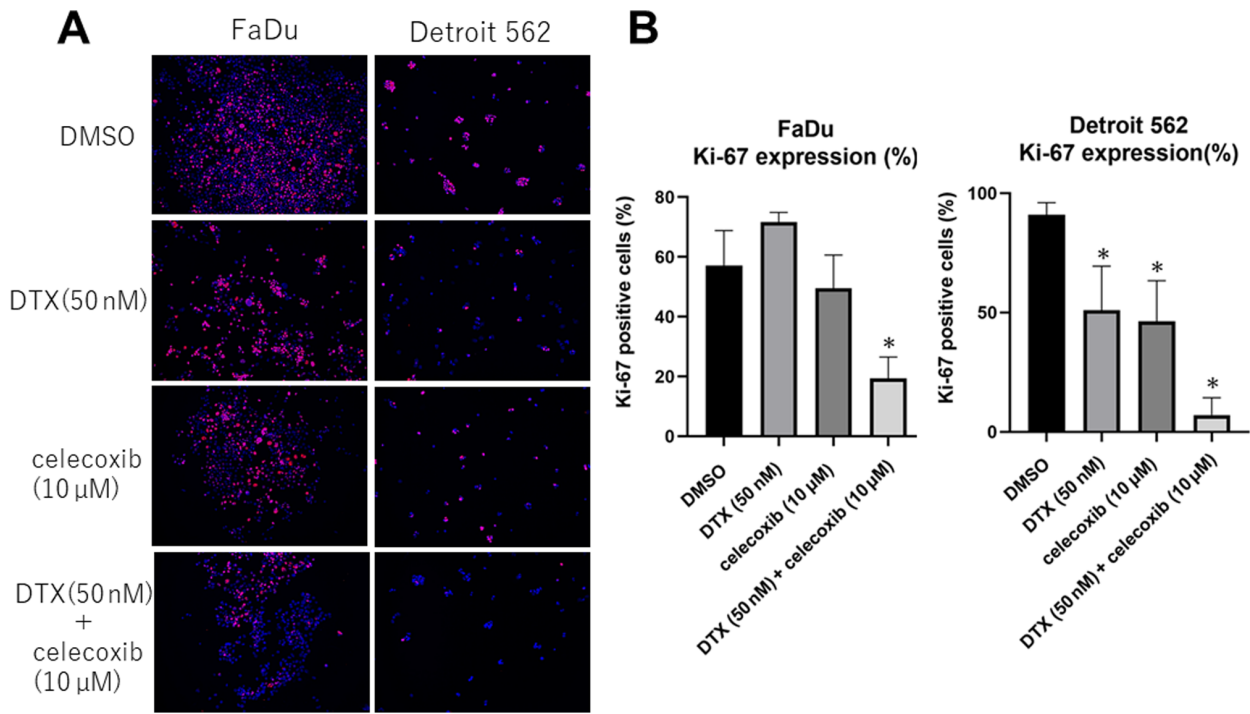 A
FaDu
Detroit 562
DMSO
DTX(50 nM)
celecoxib
(10 μM)
DTX(50 nM)
+
celecoxib
(10 μM)
B
FaDu
Ki-67 expression (%)
Ki-67 positive cells (%)
80
60
40
20
0
*
DMSO
DTX (50 nM)
celecoxib (10 μM)
DTX (50 nM) + celecoxib (10 μM)
Detroit 562
Ki-67 expression(%)
Ki-67 positive cells (%)
100
50
0
*
*
*
DMSO
DTX (50 nM)
celecoxib (10 μM)
DTX (50 nM) + celecoxib (10 μM)